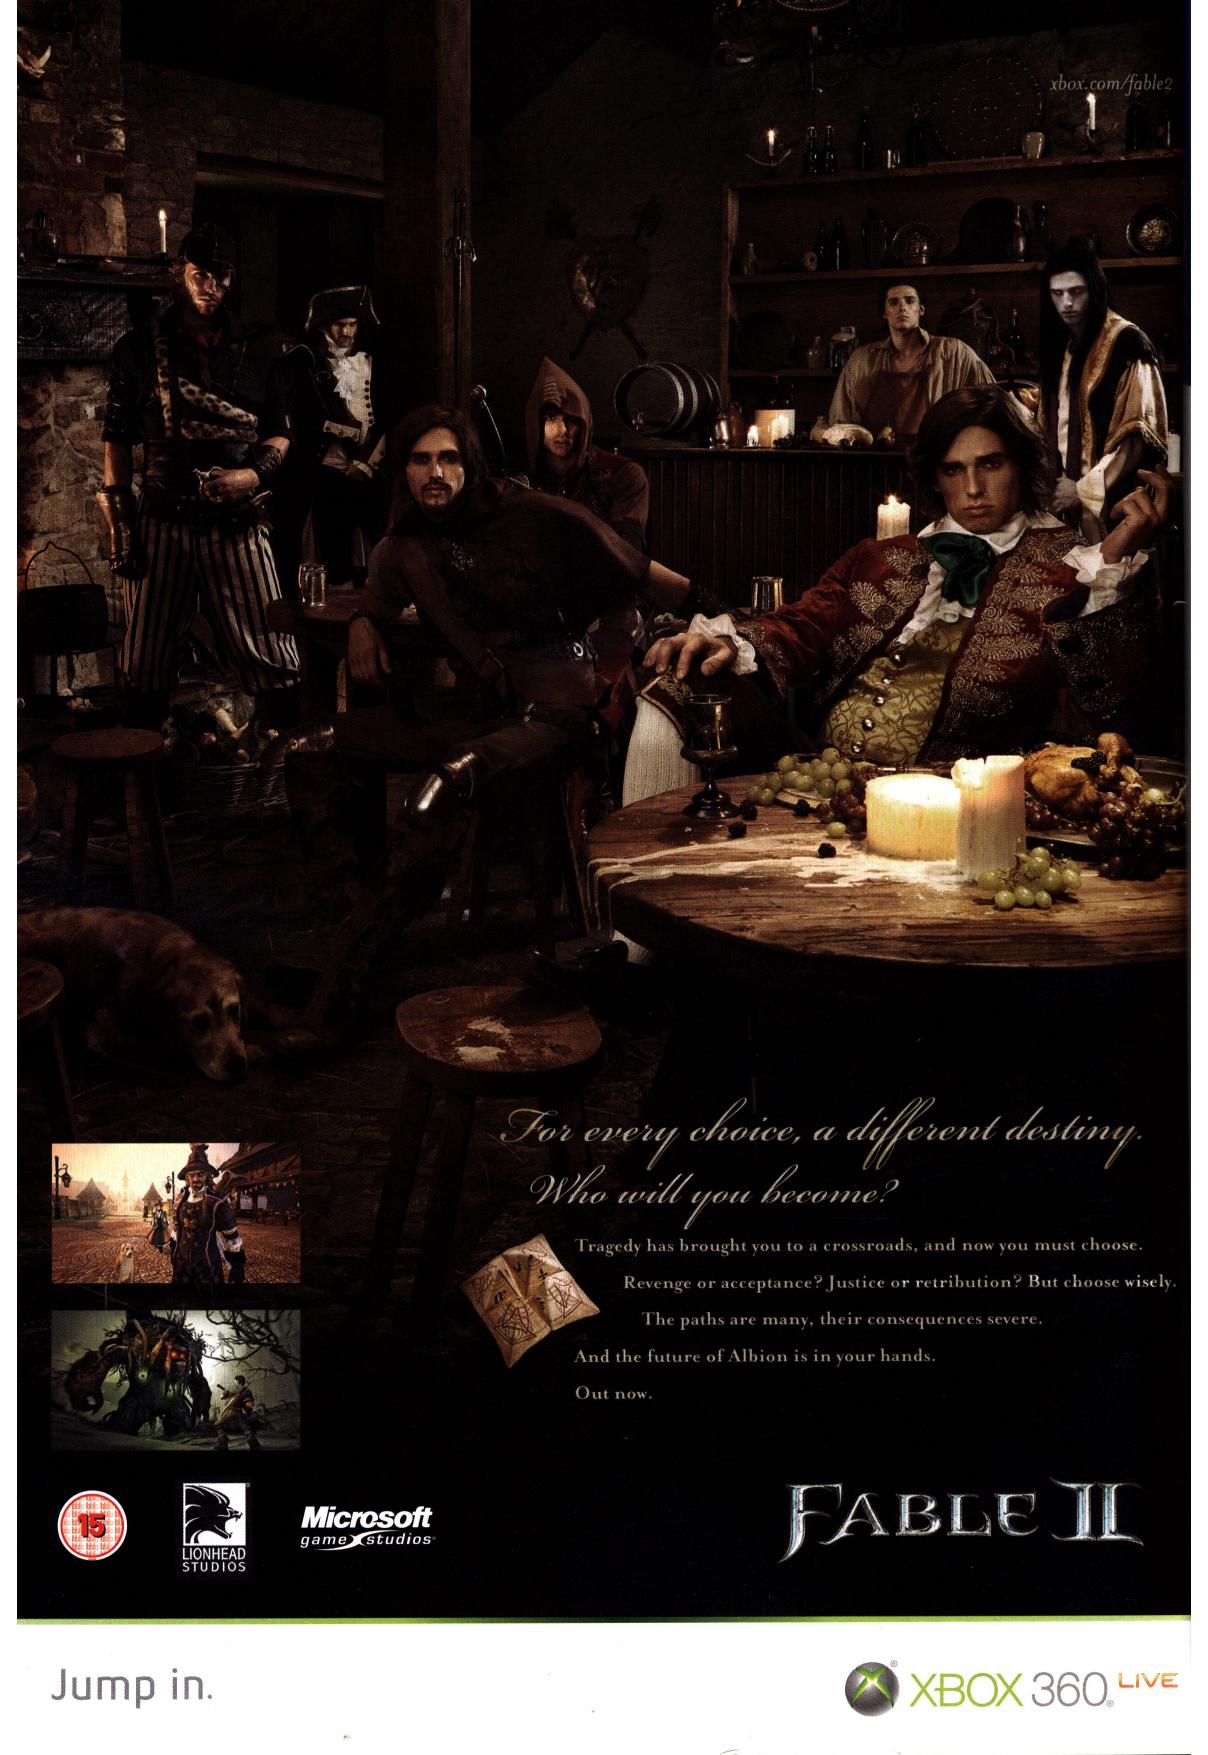 xbox.com/fable2
For every choice, a different destiny.
Who will you become?
Tragedy has brought you to a crossroads, and now you must choose.
Revenge or acceptance? Justice or retribution? But choose wisely.
The paths are many, their consequences severe.
And the future of Albion is in your hands.
Out now.
15
LIONHEAD
STUDIOS
Microsoft
game studios
FABLE II
Jump in.
XBOX 360 LIVE